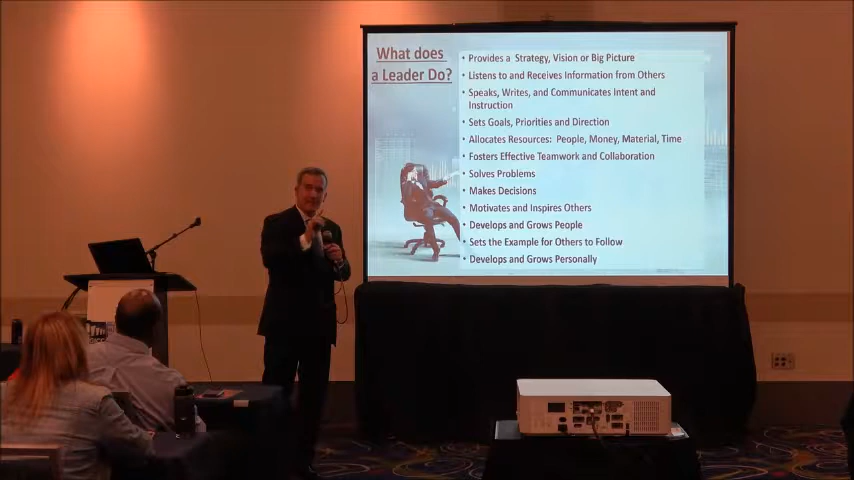 What does
a Leader Do?
• Provides a Strategy, Vision or Big Picture
• Listens to and Receives Information from Others
• Speaks, Writes, and Communicates Intent and
Instruction
• Sets Goals, Priorities and Direction
• Allocates Resources: People, Money, Material, Time
• Fosters Effective Teamwork and Collaboration
• Solves Problems
• Makes Decisions
• Motivates and Inspires Others
• Develops and Grows People
• Sets the Example for Others to Follow
• Develops and Grows Personally